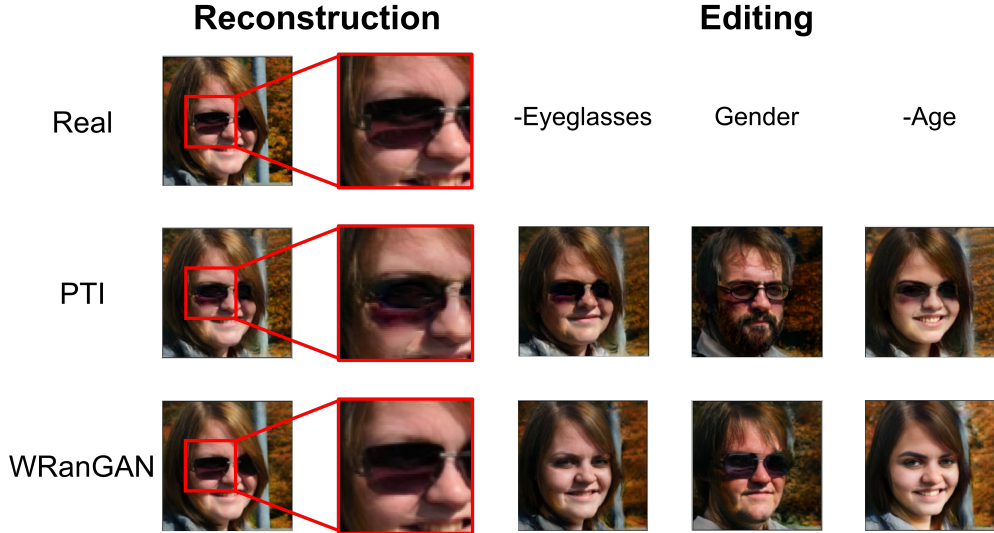 Reconstruction
Editing
Real
-Eyeglasses
Gender
-Age
PTI
WRanGAN